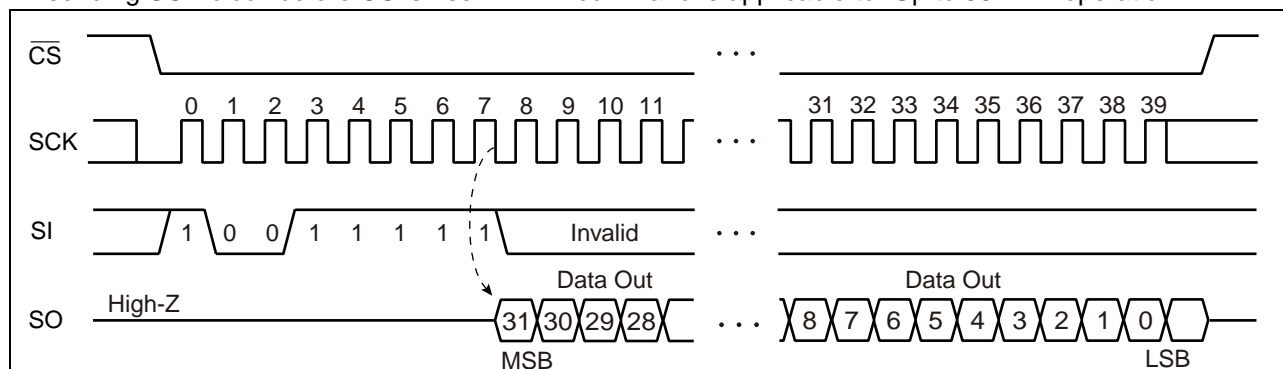 CS
0 1 2 3 4 5 6 7 8 9 10 11 ... 31 32 33 34 35 36 37 38 39
SCK
SI 1 0 0 1 1 1 1 1 Invalid ...
Data Out Data Out
High-Z
SO 31 30 29 28 ... 8 7 6 5 4 3 2 1 0
MSB LSB